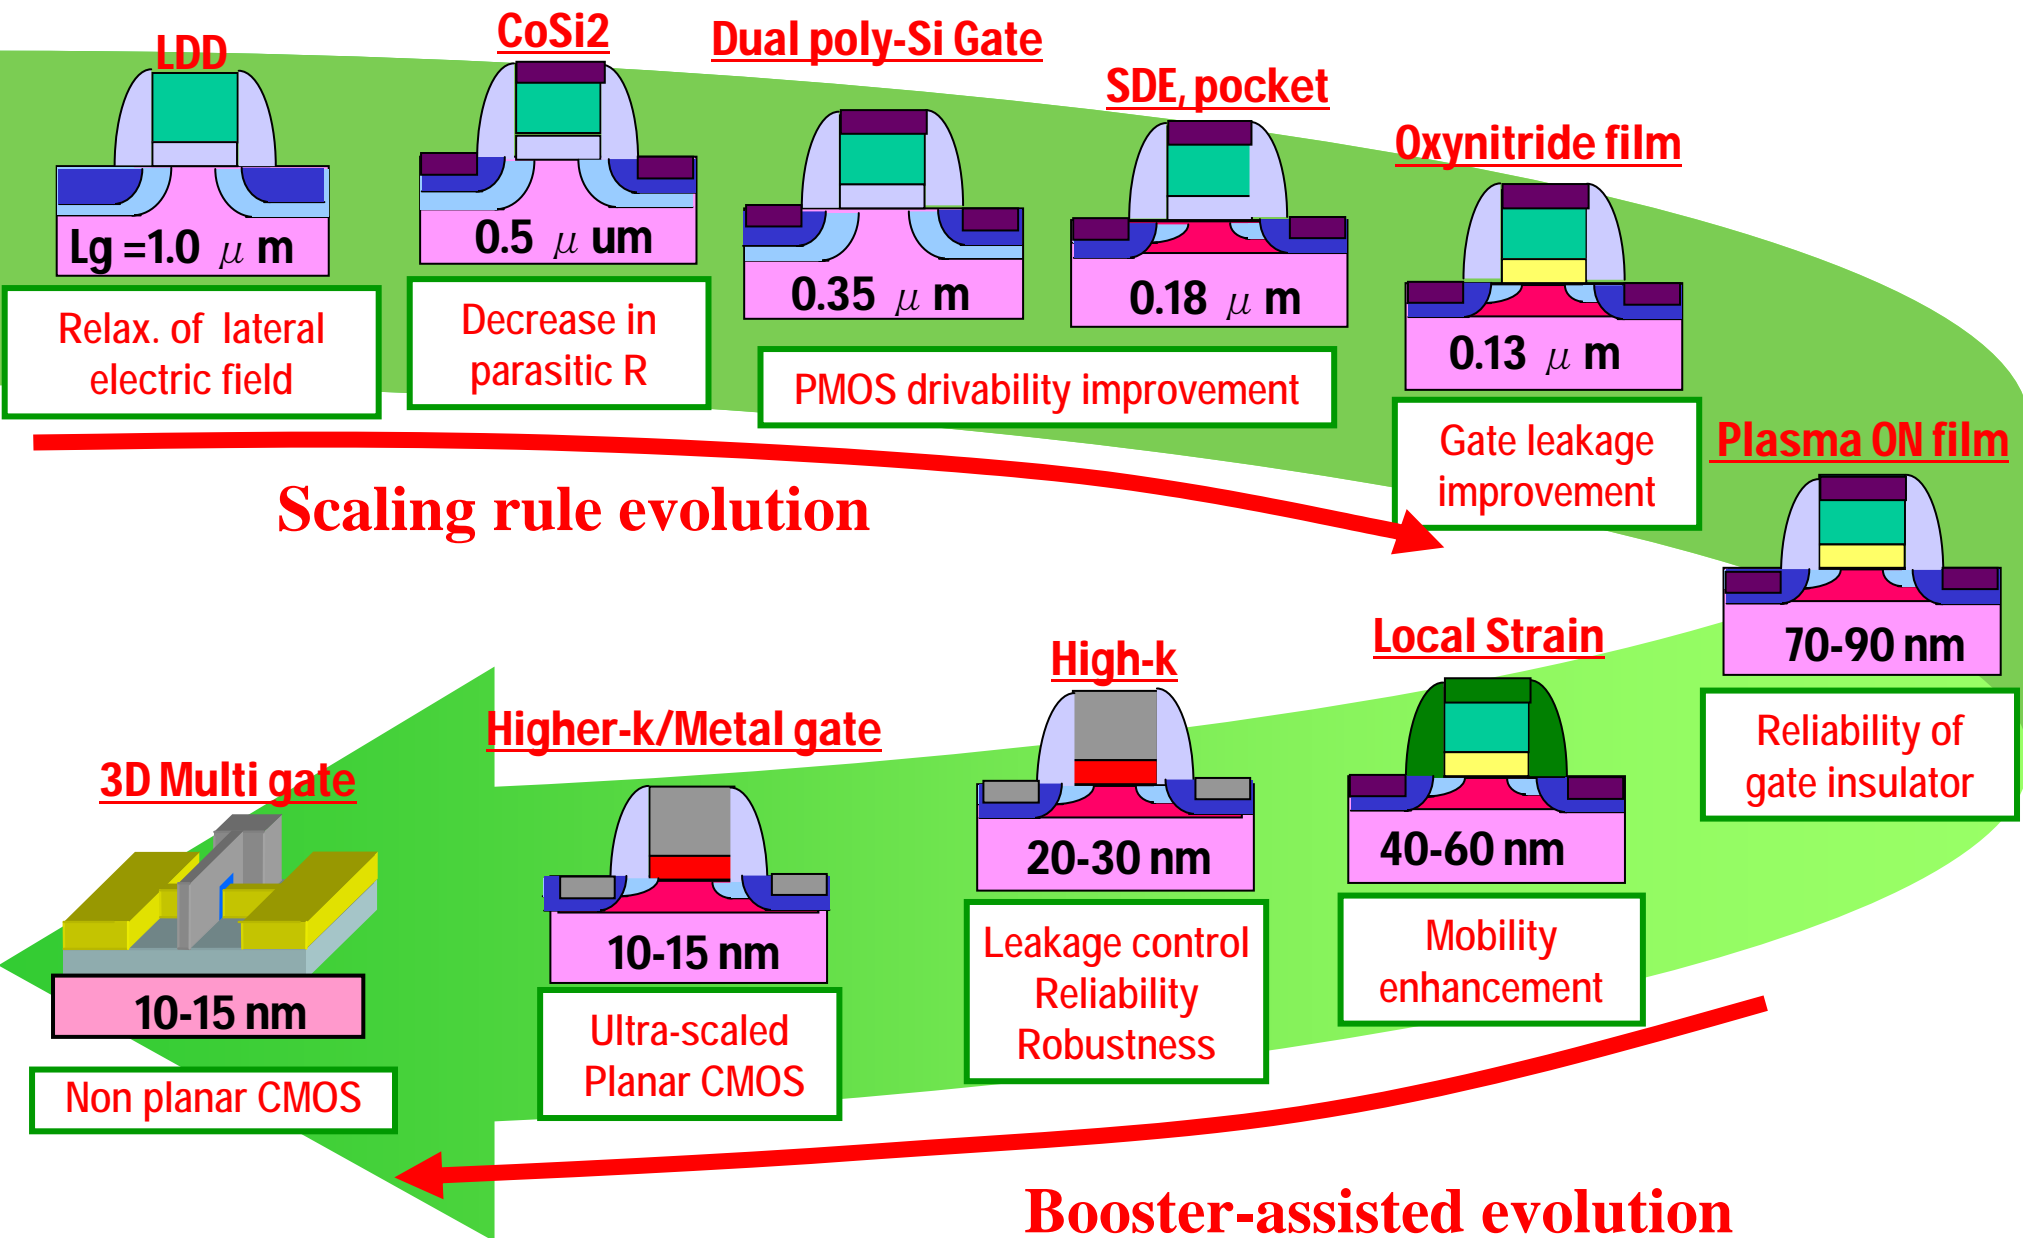 LDD
Lg =1.0 μ m
Relax. of lateral
electric field
CoSi2
0.5 μ um
Decrease in
parasitic R
Dual poly-Si Gate
0.35 μ m
SDE, pocket
0.18 μ m
PMOS drivability improvement
Oxynitride film
0.13 μ m
Gate leakage
improvement
Scaling rule evolution
Plasma ON film
70-90 nm
Reliability of
gate insulator
Local Strain
40-60 nm
Mobility
enhancement
High-k
20-30 nm
Leakage control
Reliability
Robustness
Higher-k/Metal gate
10-15 nm
Ultra-scaled
Planar CMOS
3D Multi gate
10-15 nm
Non planar CMOS
Booster-assisted evolution